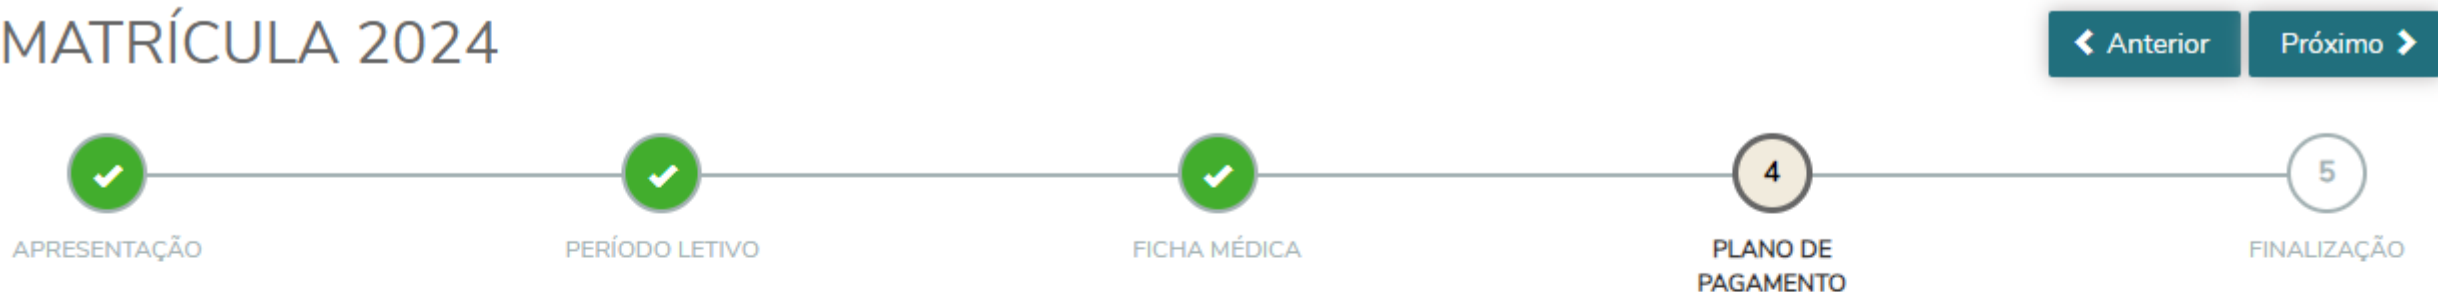 MATRÍCULA 2024
Anterior
Próximo
4
5
APRESENTAÇÃO
PERÍODO LETIVO
FICHA MÉDICA
PLANO DE
PAGAMENTO
FINALIZAÇÃO